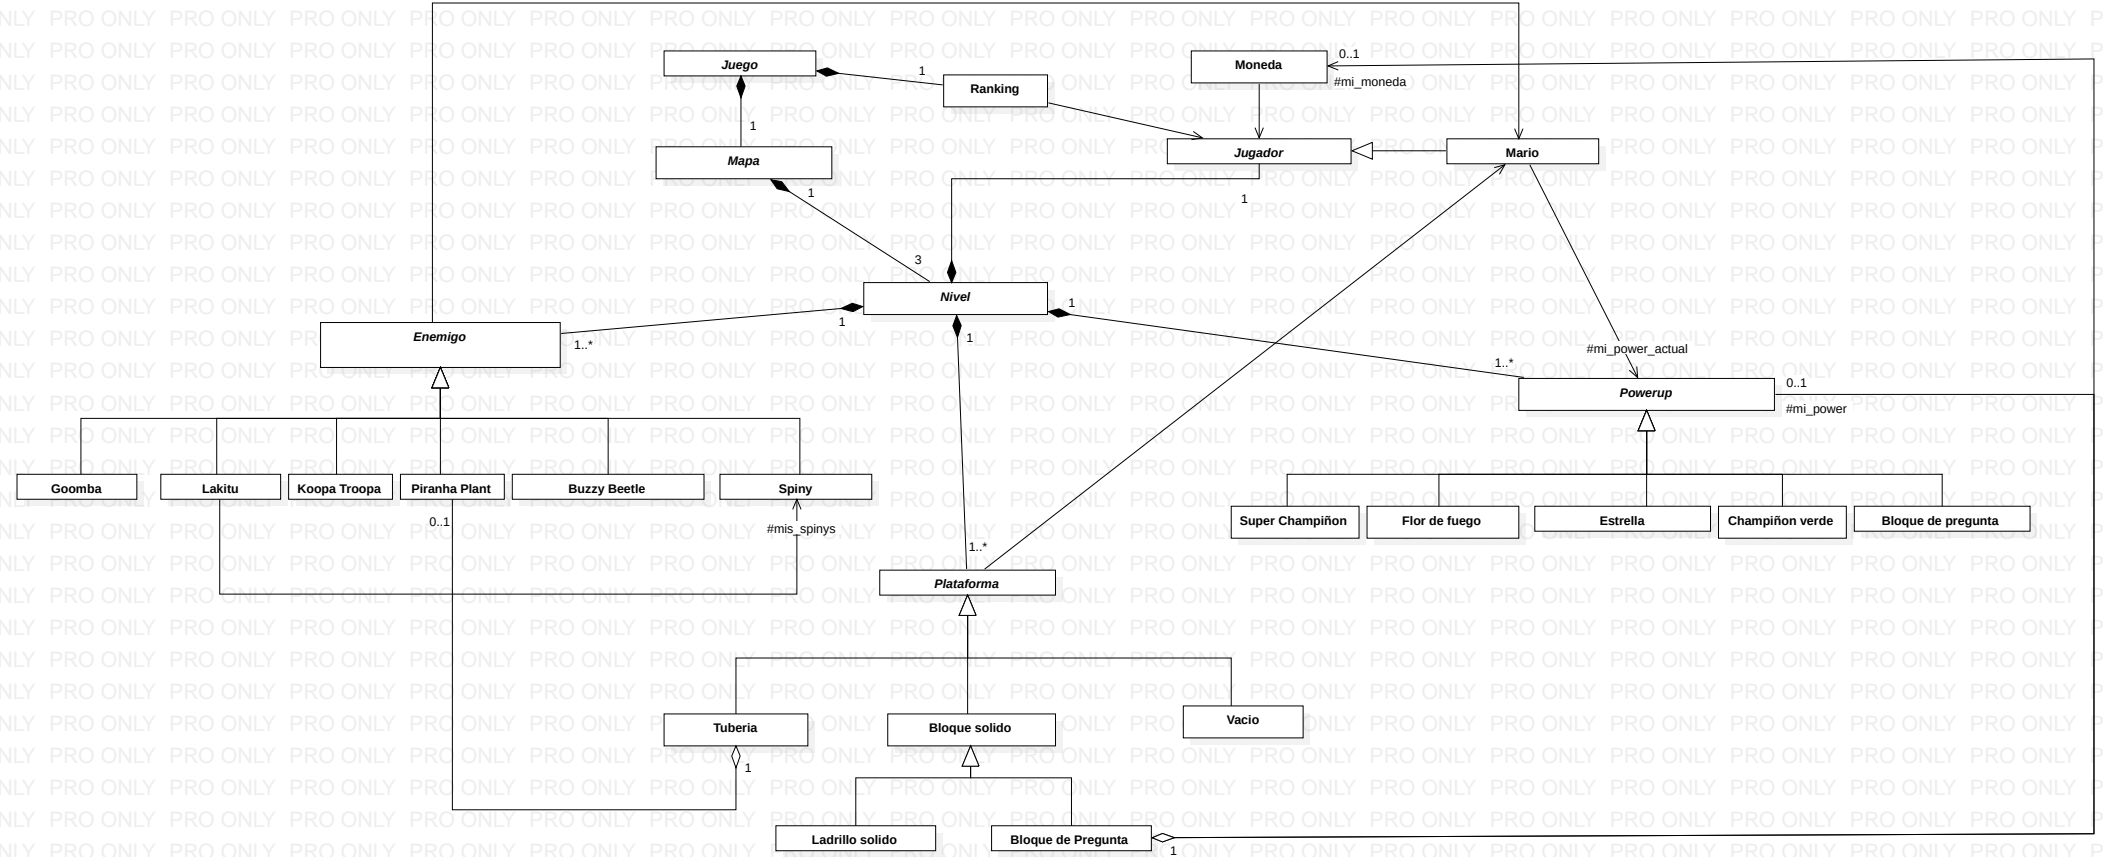 Juego
1
Ranking
Moneda
0..1
#mi_moneda
1
Mapa
1
Jugador
Mario
1
3
Nivel
1
1
1
Enemigo
1..*
#mi_power_actual
1..*
Powerup
0..1
#mi_power
Goomba
Lakitu
Koopa Troopa
Piranha Plant
Buzzy Beetle
Spiny
0..1
#mis_spinys
Super Champiñon
Flor de fuego
Estrella
Champiñon verde
Bloque de pregunta
1..*
Plataforma
Tuberia
1
Bloque solido
Vacio
Ladrillo solido
Bloque de Pregunta
1
PRO ONLY